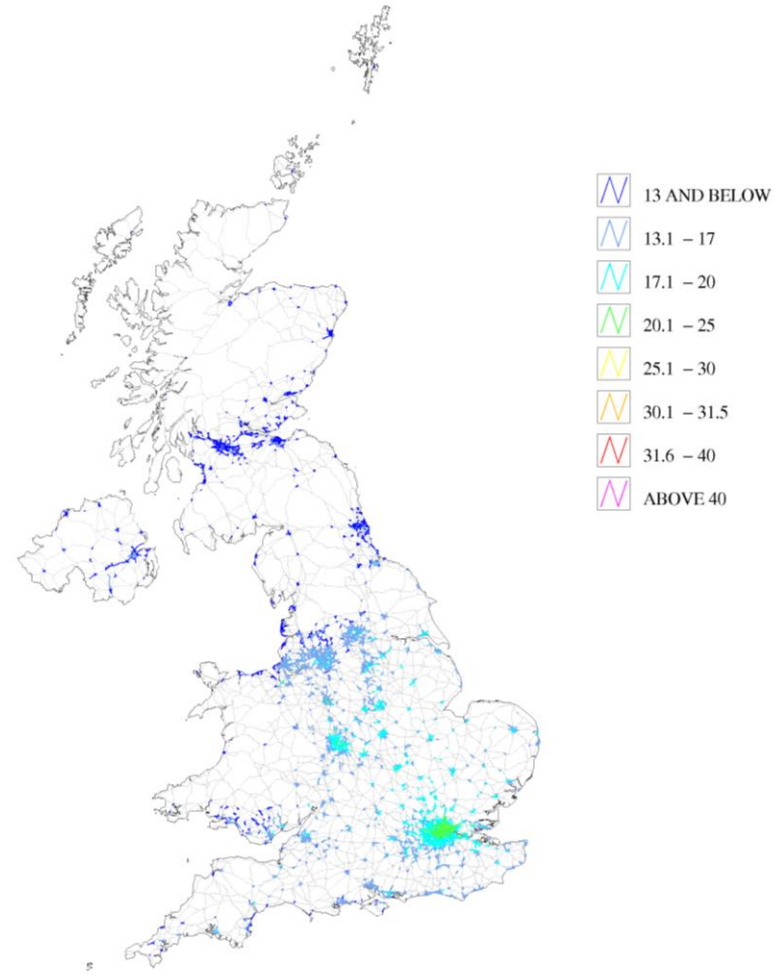 13 AND BELOW
13.1 – 17
17.1 – 20
20.1 – 25
25.1 – 30
30.1 – 31.5
31.6 – 40
ABOVE 40